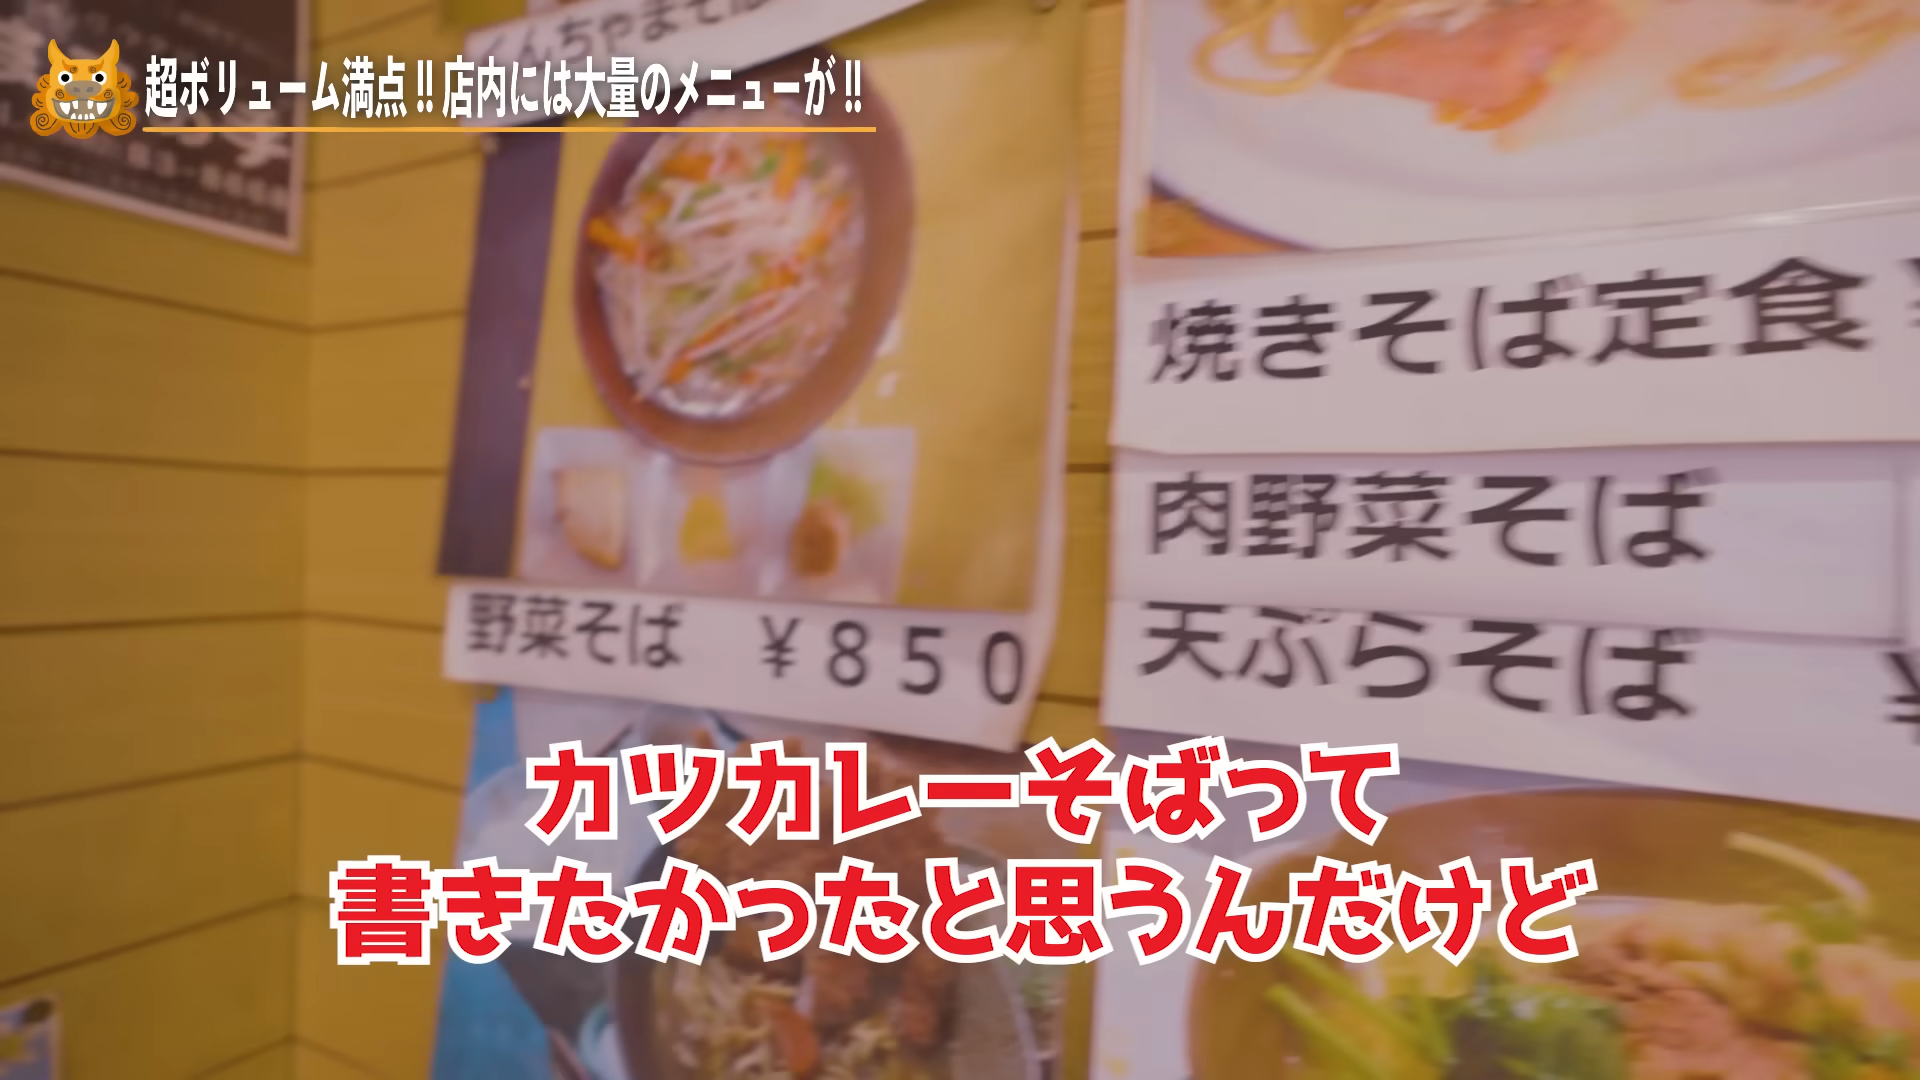 超ボリューム満点!!店内には大量のメニューが!!
焼きそば定食
肉野菜そば
天ぷらそば
野菜そば ¥850
カツカレーそばって
書きたかったと思うんだけど